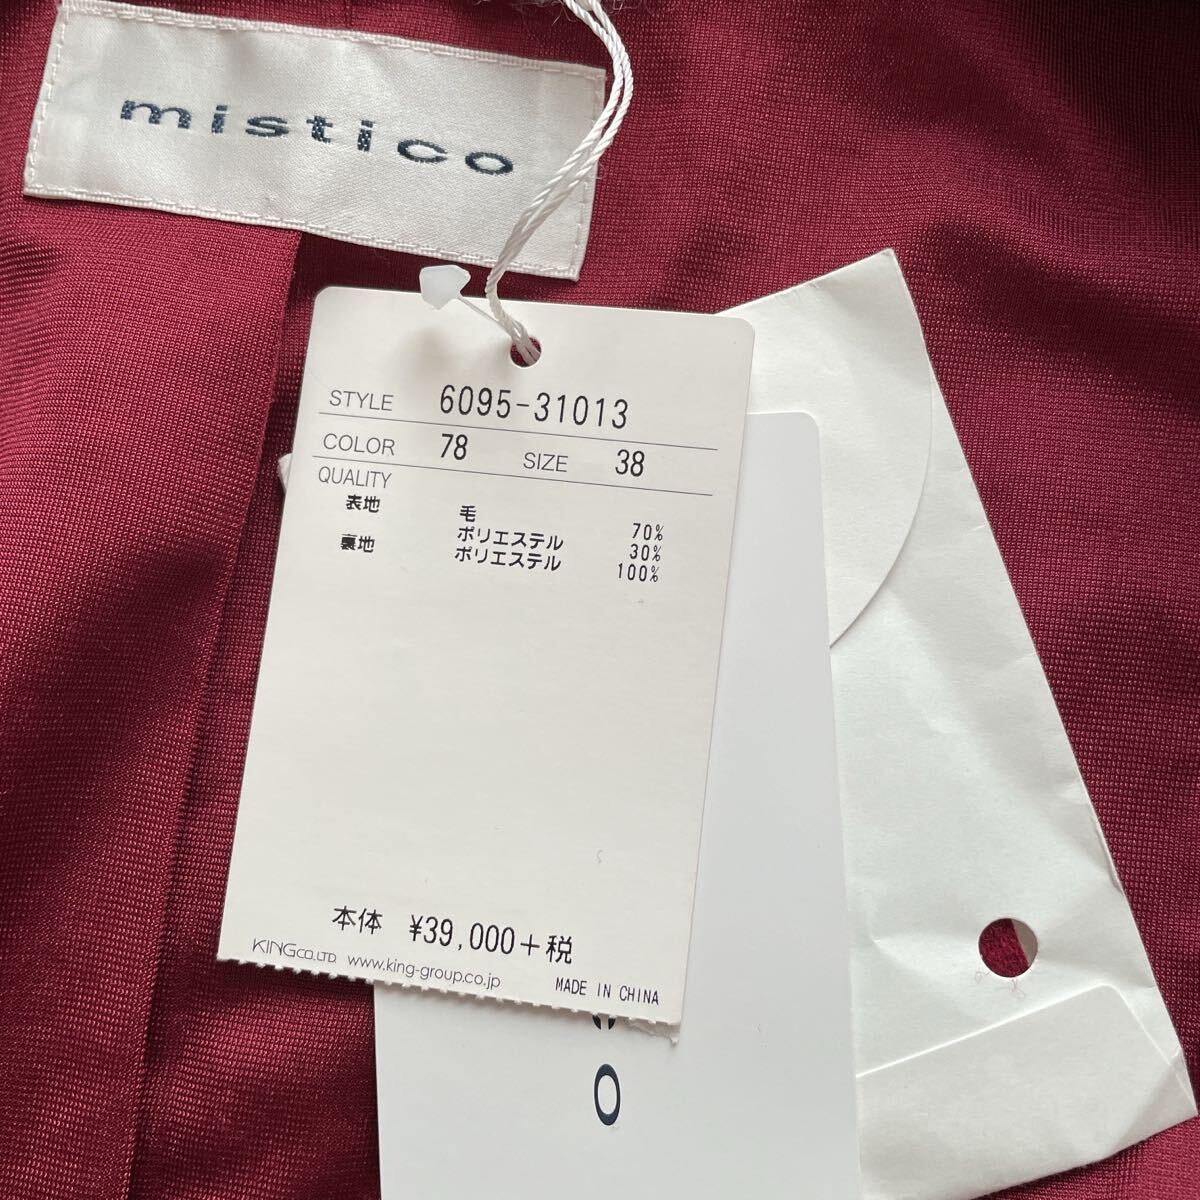 mistico
STYLE 6095-31013
COLOR 78 SIZE 38
QUALITY
表地 毛 70%
ポリエステル 30%
裏地 ポリエステル 100%
本体 ¥39,000+税
KING CO.,LTD. www.king-group.co.jp MADE IN CHINA
o